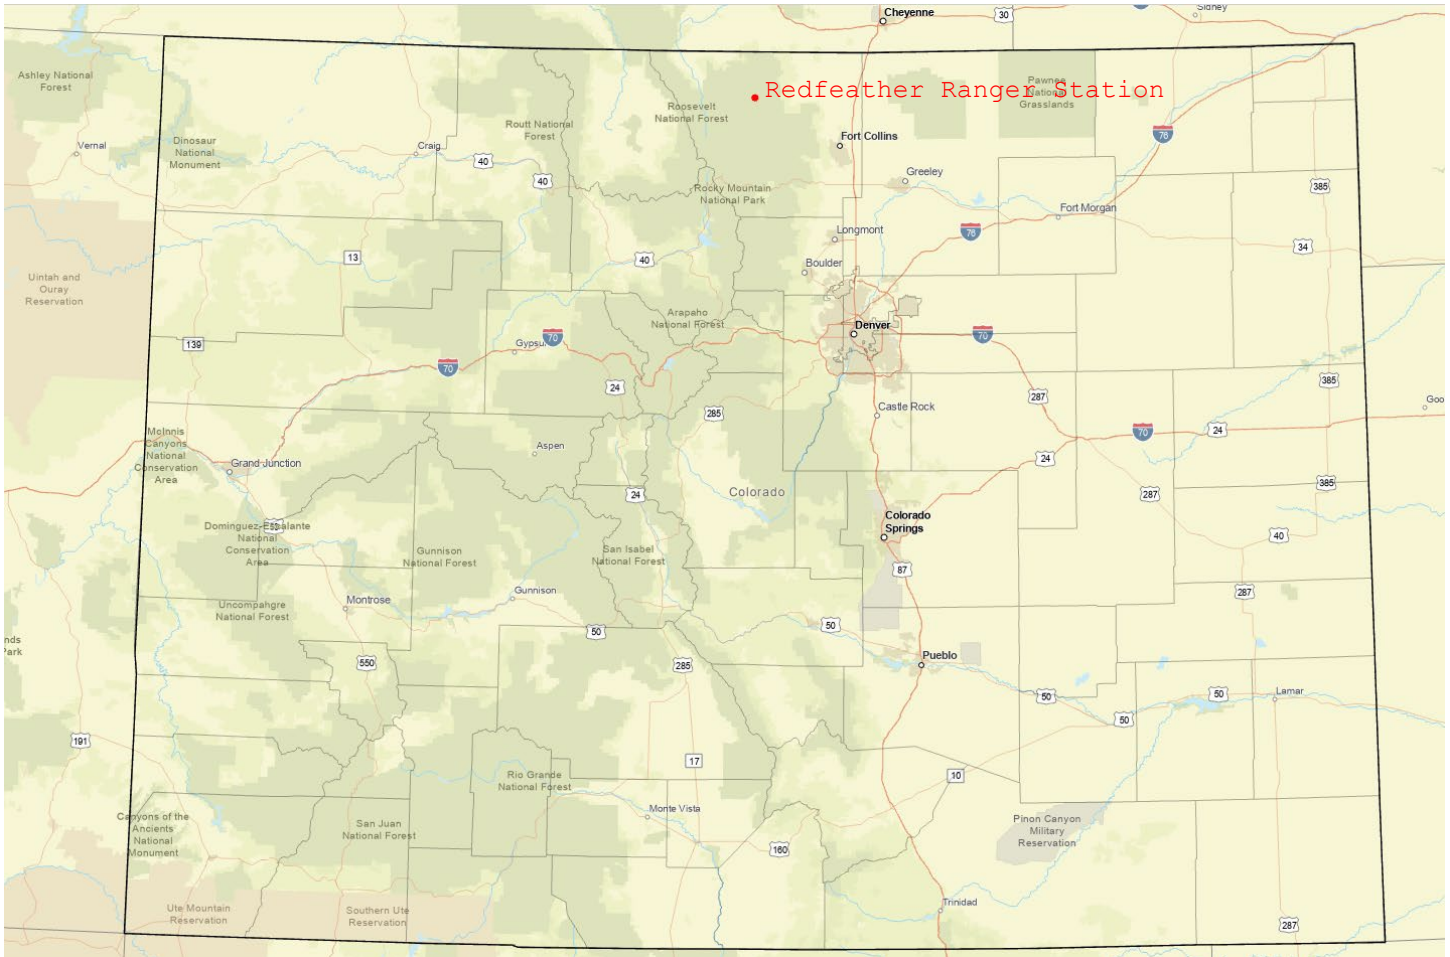 Cheyenne
30
Sidney
Ashley National
Forest
Redfeather Ranger Station
Pawnee
National
Grasslands
Roosevelt
National Forest
Routt National
Forest
76
Fort Collins
Dinosaur
National
Monument
Vernal
Craig
40
40
Greeley
385
Rocky Mountain
National Park
Fort Morgan
Longmont
76
34
13
40
Boulder
Uintah and
Ouray
Reservation
Arapaho
National Forest
Denver
70
70
Gypsum
139
70
24
285
287
385
Castle Rock
24
70
Goo
McInnis
Canyons
National
Conservation
Area
Aspen
Grand Junction
24
24
Colorado
385
287
Colorado
Springs
Dominguez-Escalante
National
Conservation
Area
50
40
Gunnison
National Forest
San Isabel
National Forest
87
Gunnison
287
Montrose
Uncompahgre
National Forest
50
50
nds
Park
550
285
Pueblo
50
50
50
Lamar
191
17
10
Rio Grande
National Forest
Monte Vista
Canyons of the
Ancients
National
Monument
San Juan
National Forest
Pinon Canyon
Military
Reservation
160
Ute Mountain
Reservation
Southern Ute
Reservation
Trinidad
287